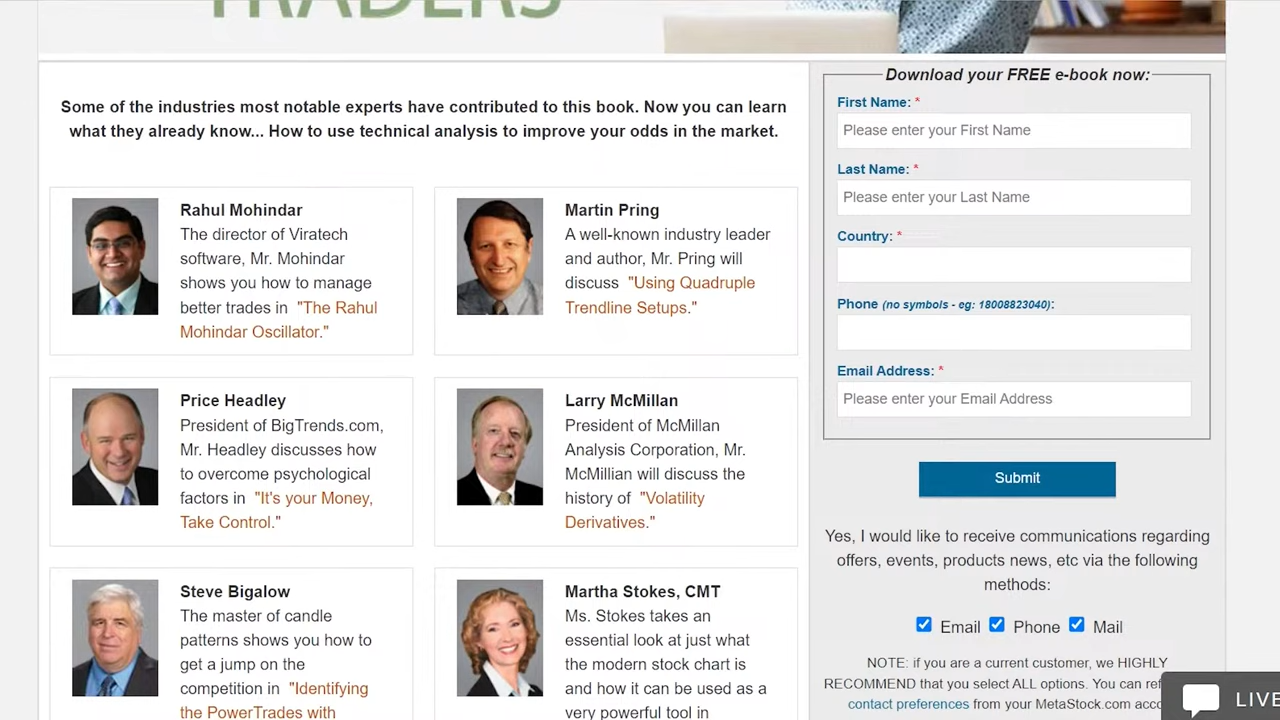 TRADERS
Some of the industries most notable experts have contributed to this book. Now you can learn
what they already know... How to use technical analysis to improve your odds in the market.
Rahul Mohindar
The director of Viratech
software, Mr. Mohindar
shows you how to manage
better trades in "The Rahul
Mohindar Oscillator."
Martin Pring
A well-known industry leader
and author, Mr. Pring will
discuss "Using Quadruple
Trendline Setups."
Price Headley
President of BigTrends.com,
Mr. Headley discusses how
to overcome psychological
factors in "It's your Money,
Take Control."
Larry McMillan
President of McMillan
Analysis Corporation, Mr.
McMillian will discuss the
history of "Volatility
Derivatives."
Steve Bigalow
The master of candle
patterns shows you how to
get a jump on the
competition in "Identifying
the PowerTrades with
Martha Stokes, CMT
Ms. Stokes takes an
essential look at just what
the modern stock chart is
and how it can be used as a
very powerful tool in
Download your FREE e-book now:
First Name: *
Please enter your First Name
Last Name: *
Please enter your Last Name
Country: *
Phone (no symbols - eg: 18008823040):
Email Address: *
Please enter your Email Address
Submit
Yes, I would like to receive communications regarding
offers, events, products news, etc via the following
methods:
Email Phone Mail
NOTE: if you are a current customer, we HIGHLY
RECOMMEND that you select ALL options. You can
contact preferences from your MetaStock.com
LIVE